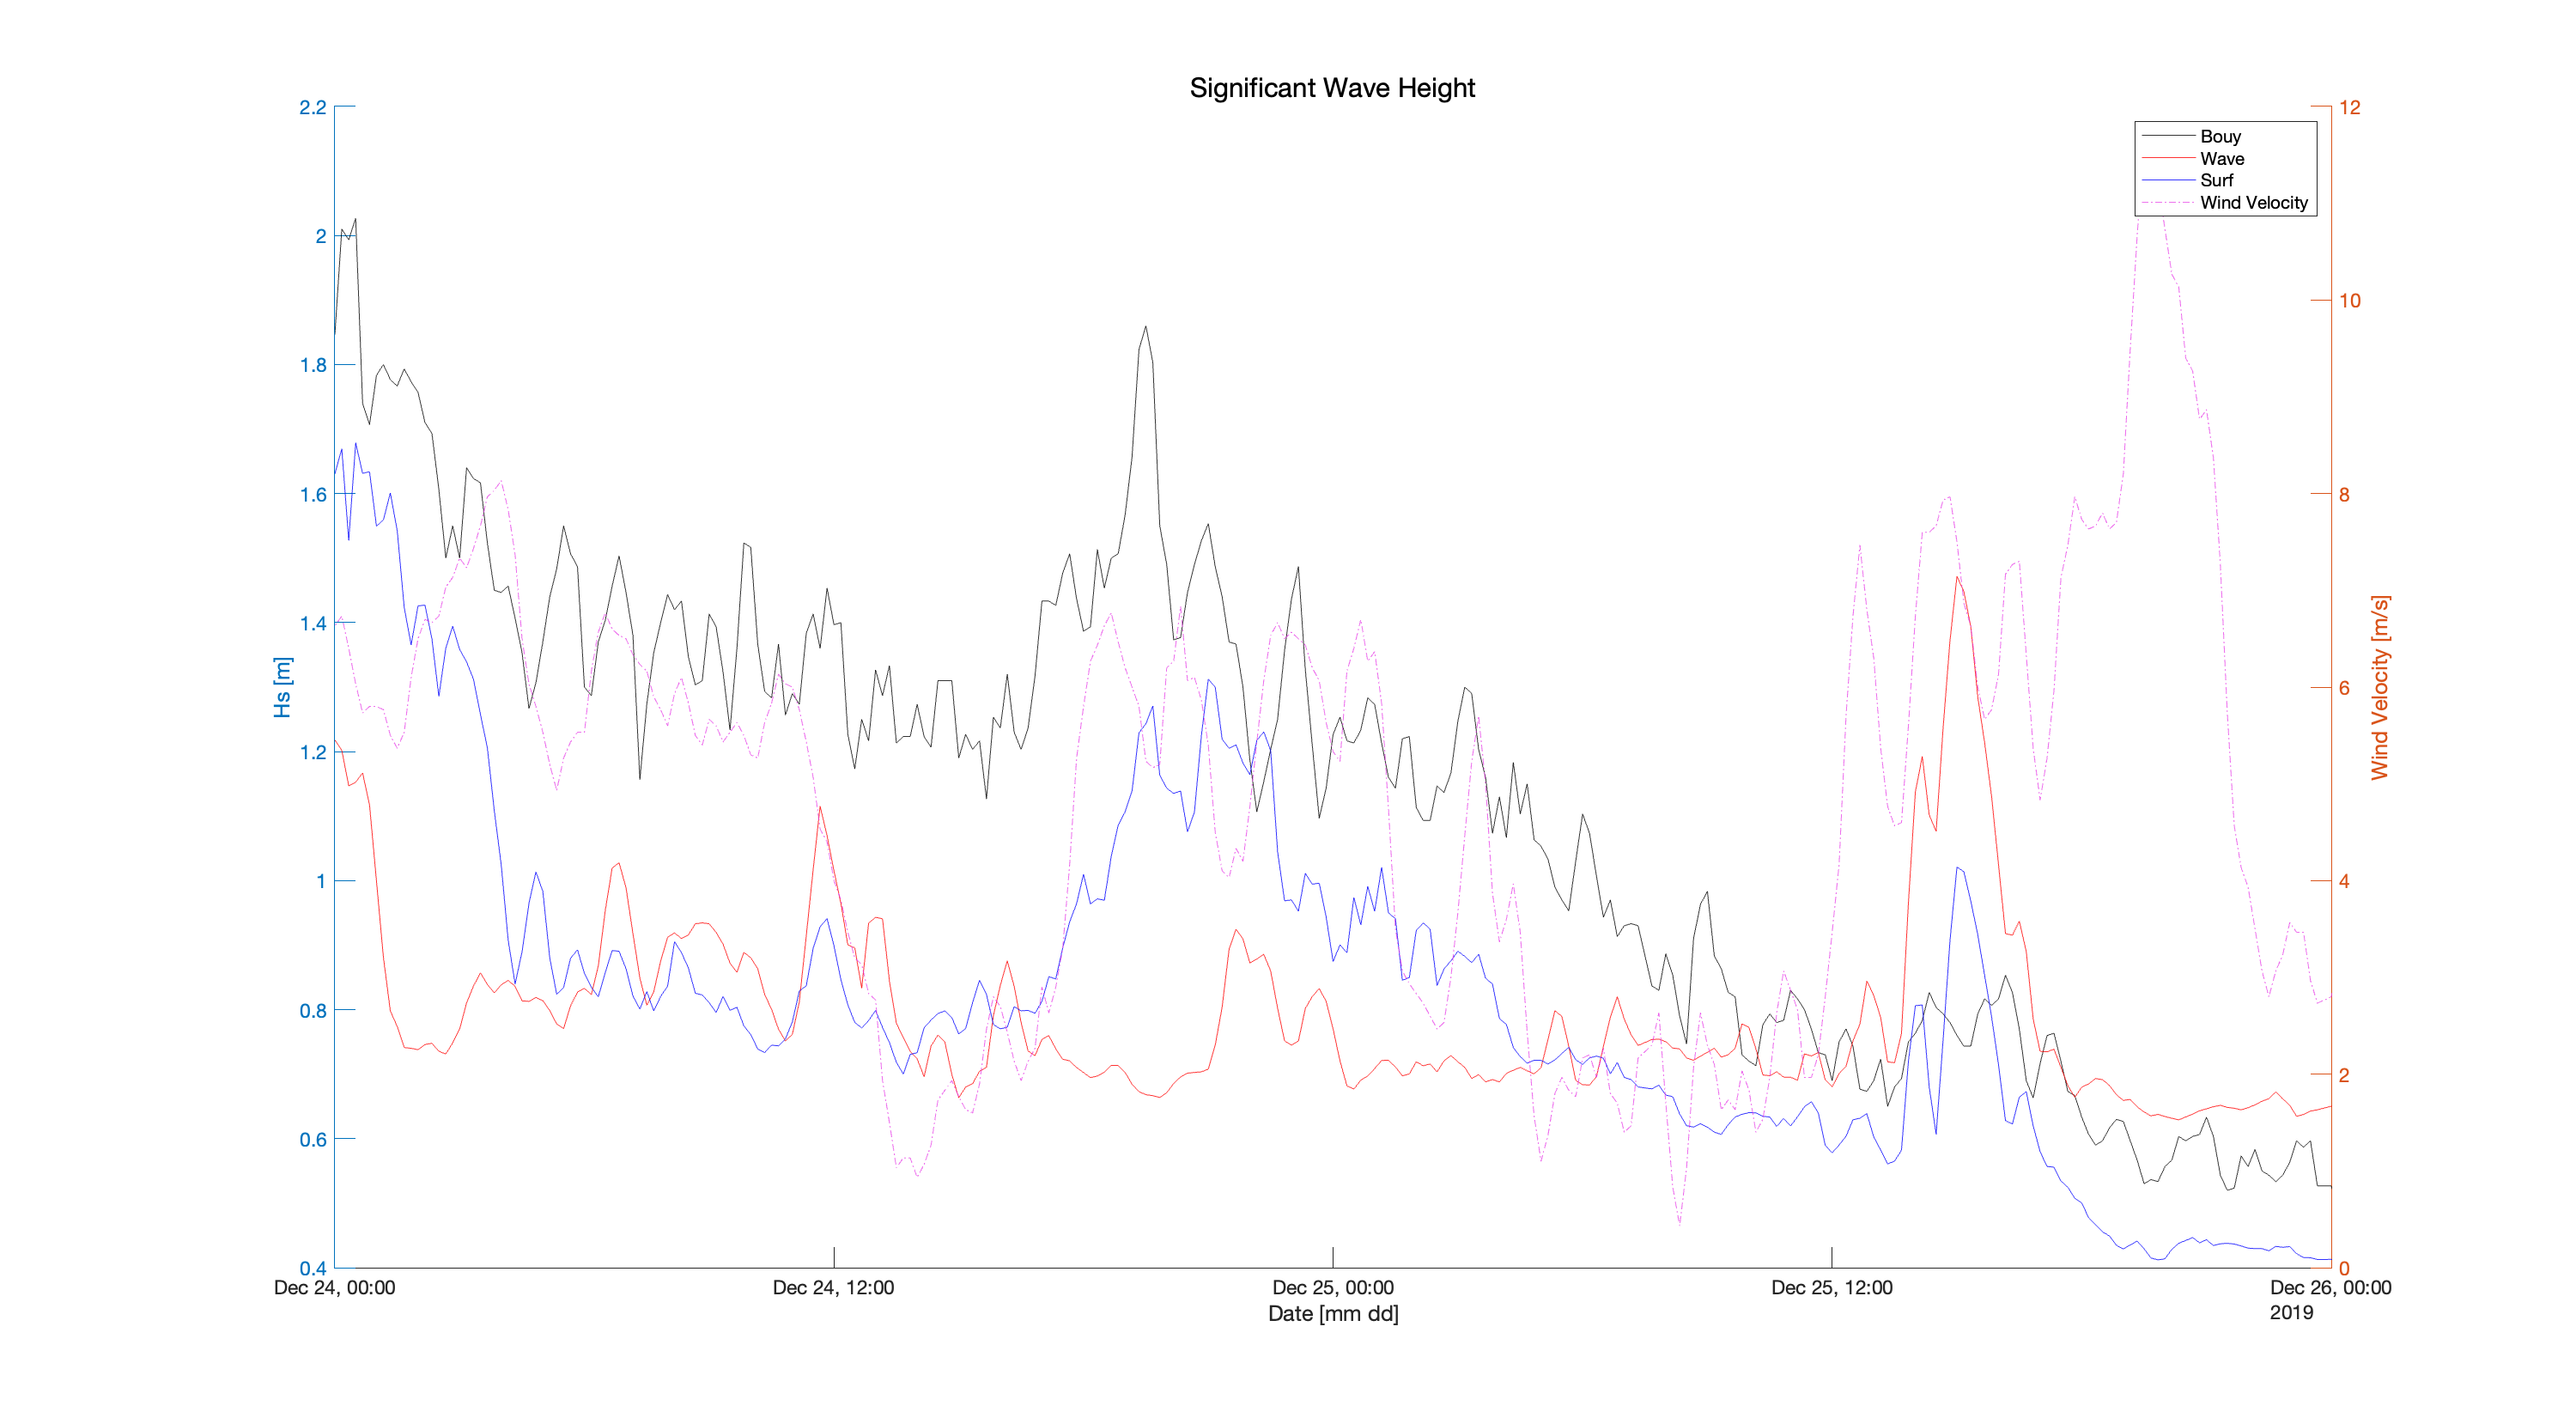 Significant Wave Height
2.2
2
1.8
1.6
1.4
1.2
1
0.8
0.6
0.4
Hs [m]
12
10
8
6
4
2
0
Wind Velocity [m/s]
Bouy
Wave
Surf
Wind Velocity
Dec 24, 00:00
Dec 24, 12:00
Dec 25, 00:00
Dec 25, 12:00
Dec 26, 00:00
Date [mm dd]
2019